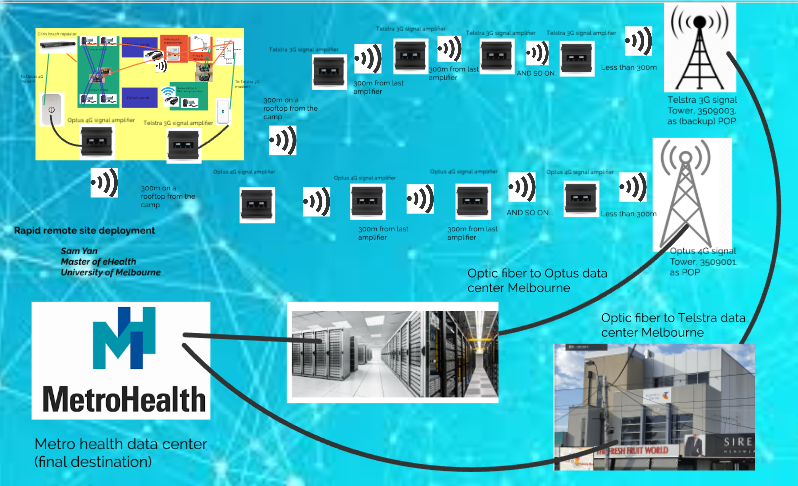 Optus 4G signal amplifier
Telstra 3G signal amplifier
Telstra 3G signal amplifier
Telstra 3G signal amplifier
Telstra 3G signal amplifier
Telstra 3G signal amplifier
300m from last
amplifier
300m from last
amplifier
AND SO ON...
Less than 300m
300m on a
rooftop from the
camp
Telstra 3G signal
Tower, 3509003,
as (backup) POP
Optus 4G signal amplifier
Optus 4G signal amplifier
Optus 4G signal amplifier
Optus 4G signal amplifier
300m on a
rooftop from the
camp
300m from last
amplifier
300m from last
amplifier
AND SO ON...
Less than 300m
Optus 4G signal
Tower, 3509001,
as POP
Rapid remote site deployment
Sam Yan
Master of eHealth
University of Melbourne
Optic fiber to Optus data
center Melbourne
Optic fiber to Telstra data
center Melbourne
MH
MetroHealth
FRESH FRUIT WORLD
SIRE
Metro health data center
(final destination)